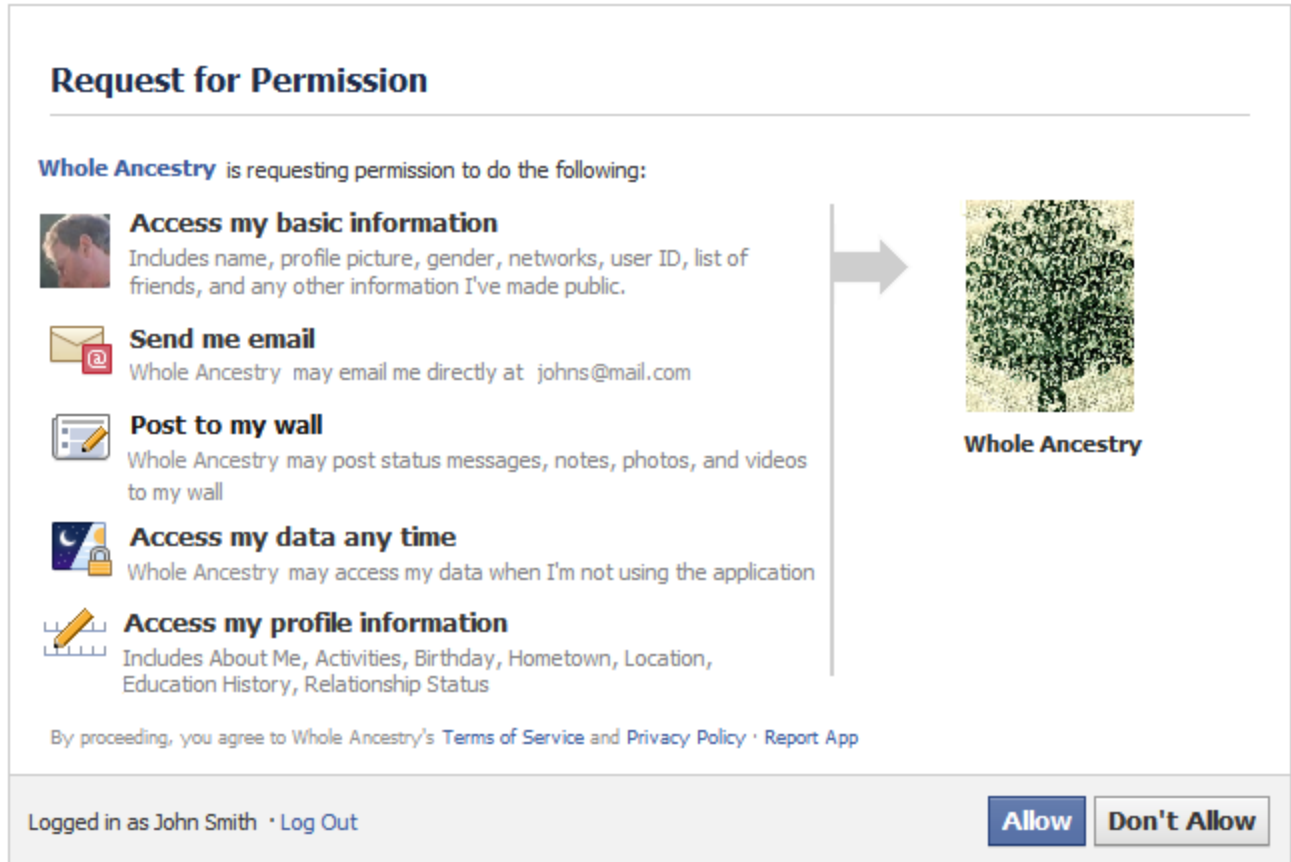 Request for Permission
Whole Ancestry is requesting permission to do the following:
Access my basic information
Includes name, profile picture, gender, networks, user ID, list of
friends, and any other information I've made public.
Send me email
Whole Ancestry may email me directly at johns@mail.com
Post to my wall
Whole Ancestry may post status messages, notes, photos, and videos
to my wall
Access my data any time
Whole Ancestry may access my data when I'm not using the application
Access my profile information
Includes About Me, Activities, Birthday, Hometown, Location,
Education History, Relationship Status
Whole Ancestry
By proceeding, you agree to Whole Ancestry's Terms of Service and Privacy Policy · Report App
Logged in as John Smith · Log Out
Allow
Don't Allow